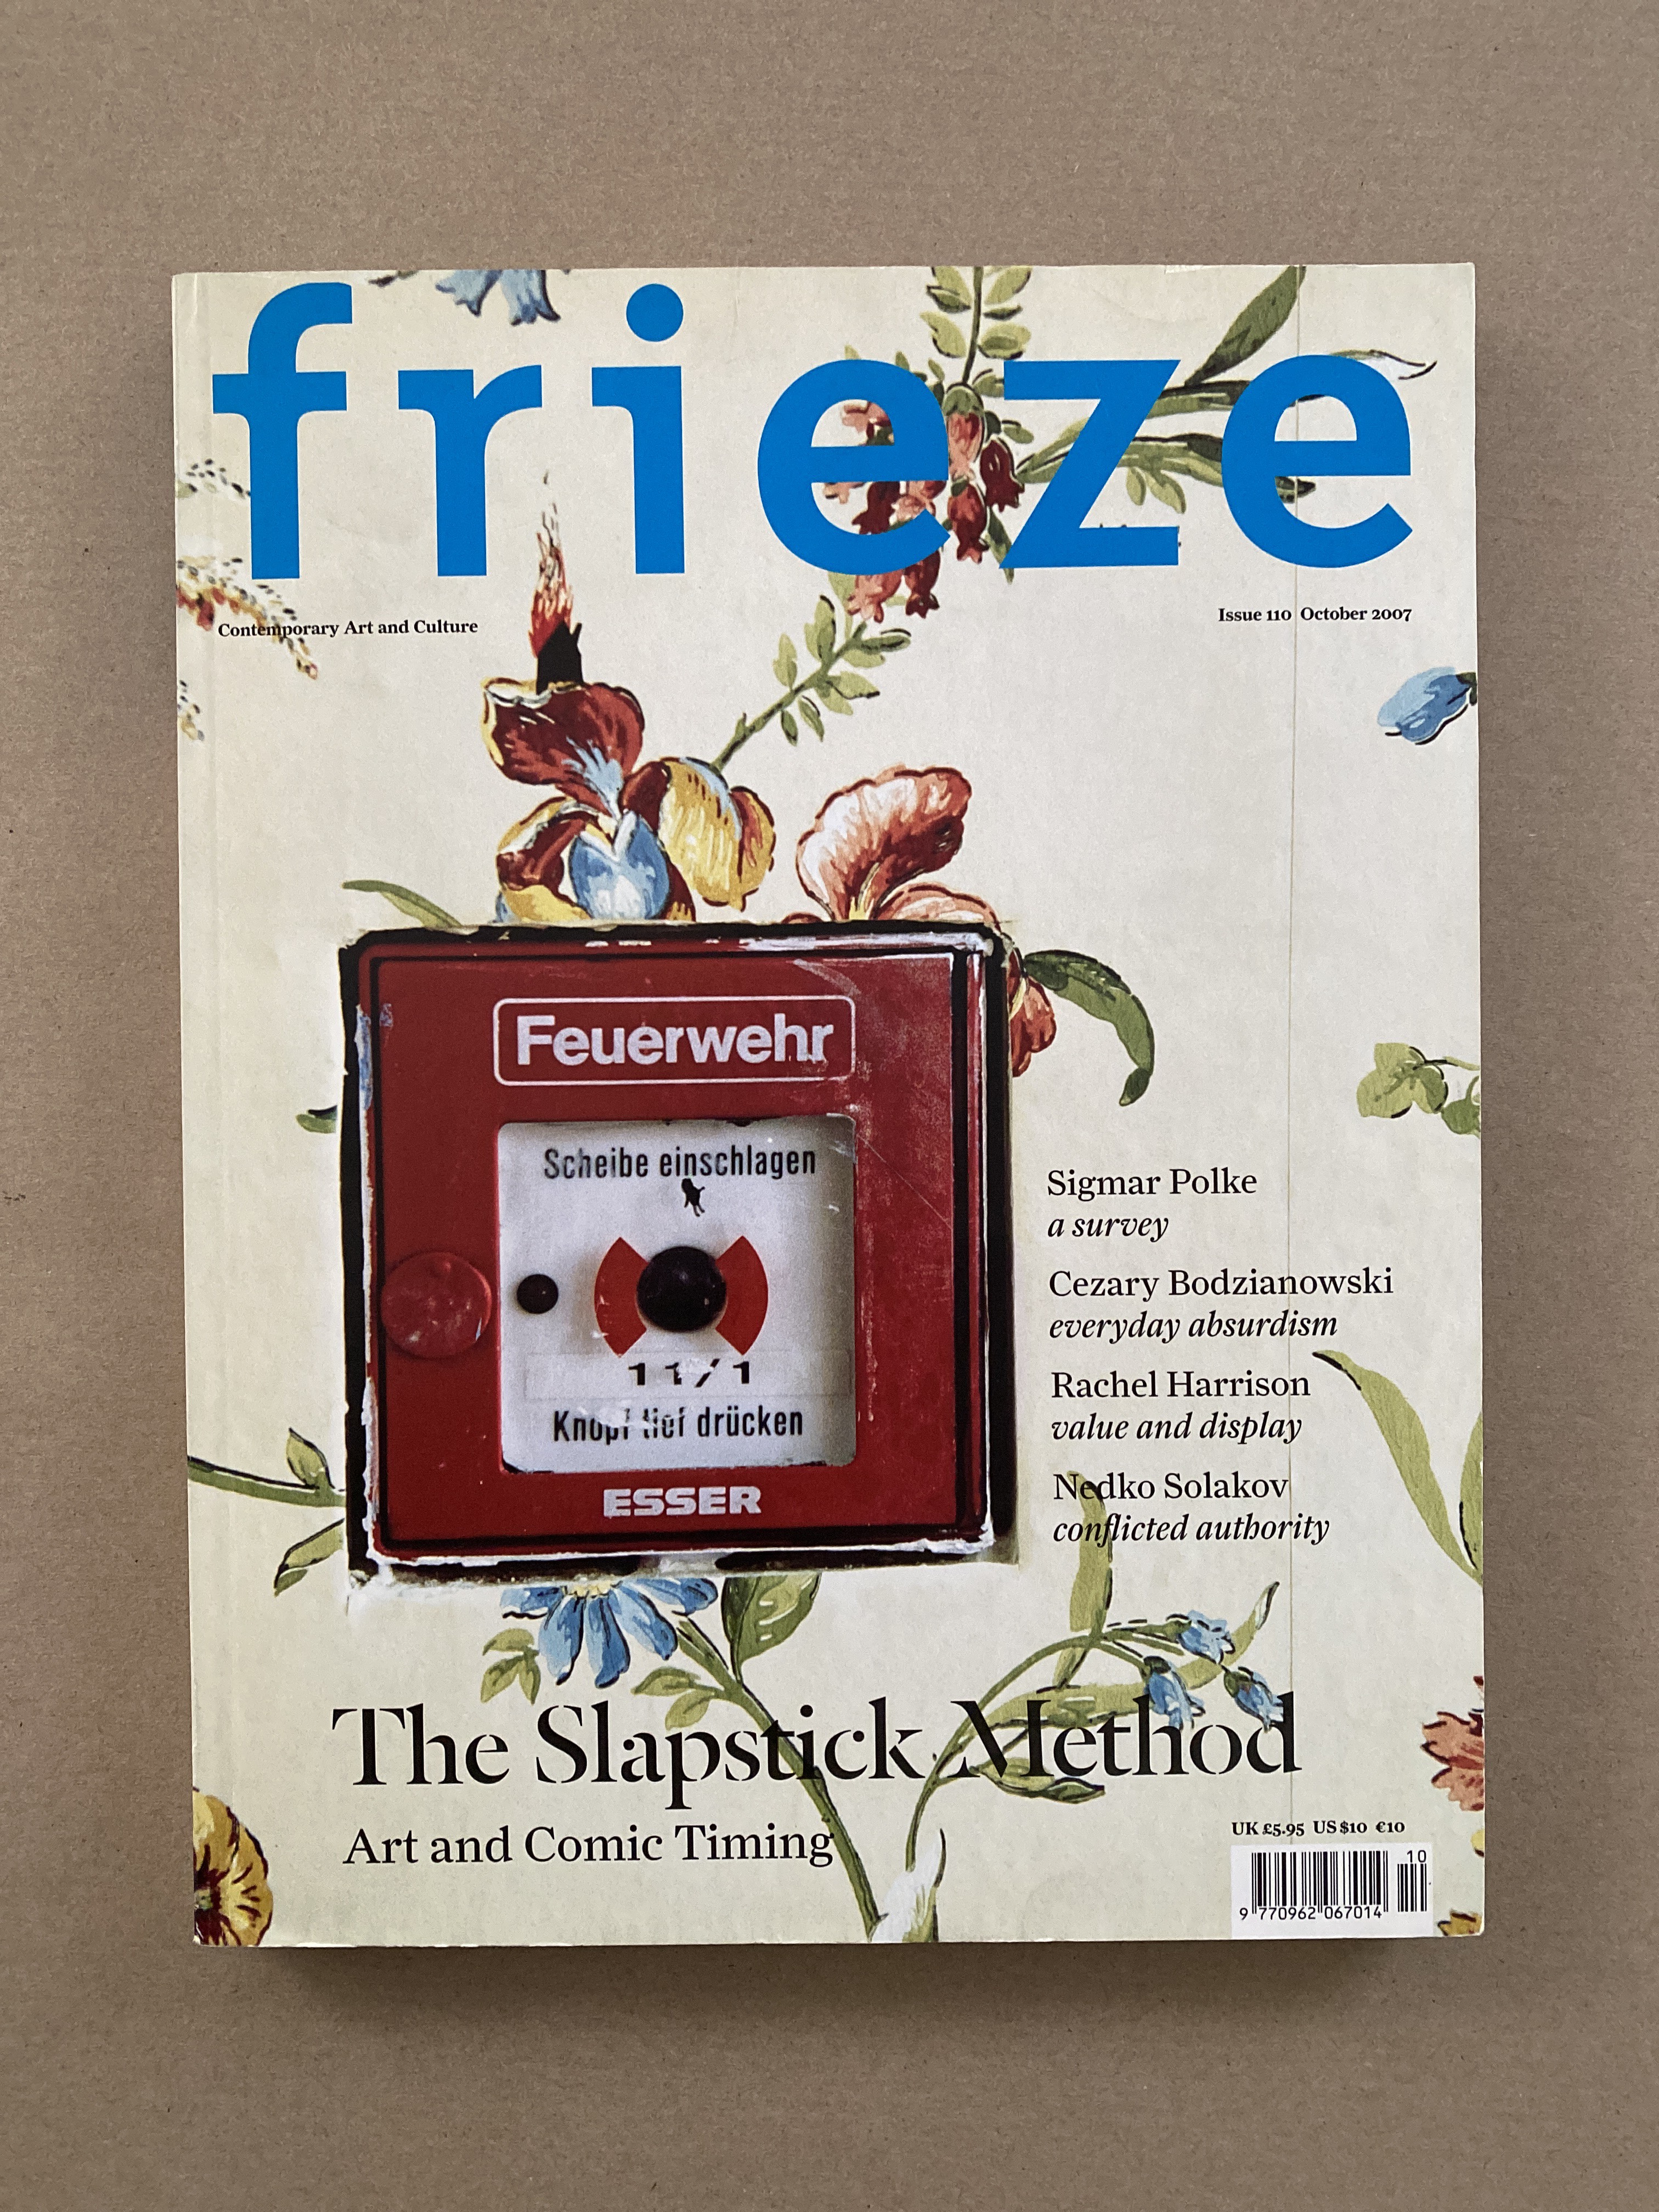 frieze
Contemporary Art and Culture
Issue 110 October 2007
Feuerwehr
Scheibe einschlagen
11/1
Knopf tief drücken
ESSER
Sigmar Polke
a survey
Cezary Bodzianowski
everyday absurdism
Rachel Harrison
value and display
Nedko Solakov
conflicted authority
The Slapstick Method
Art and Comic Timing
UK £5.95 US $10 €10
10
9 770962 067014